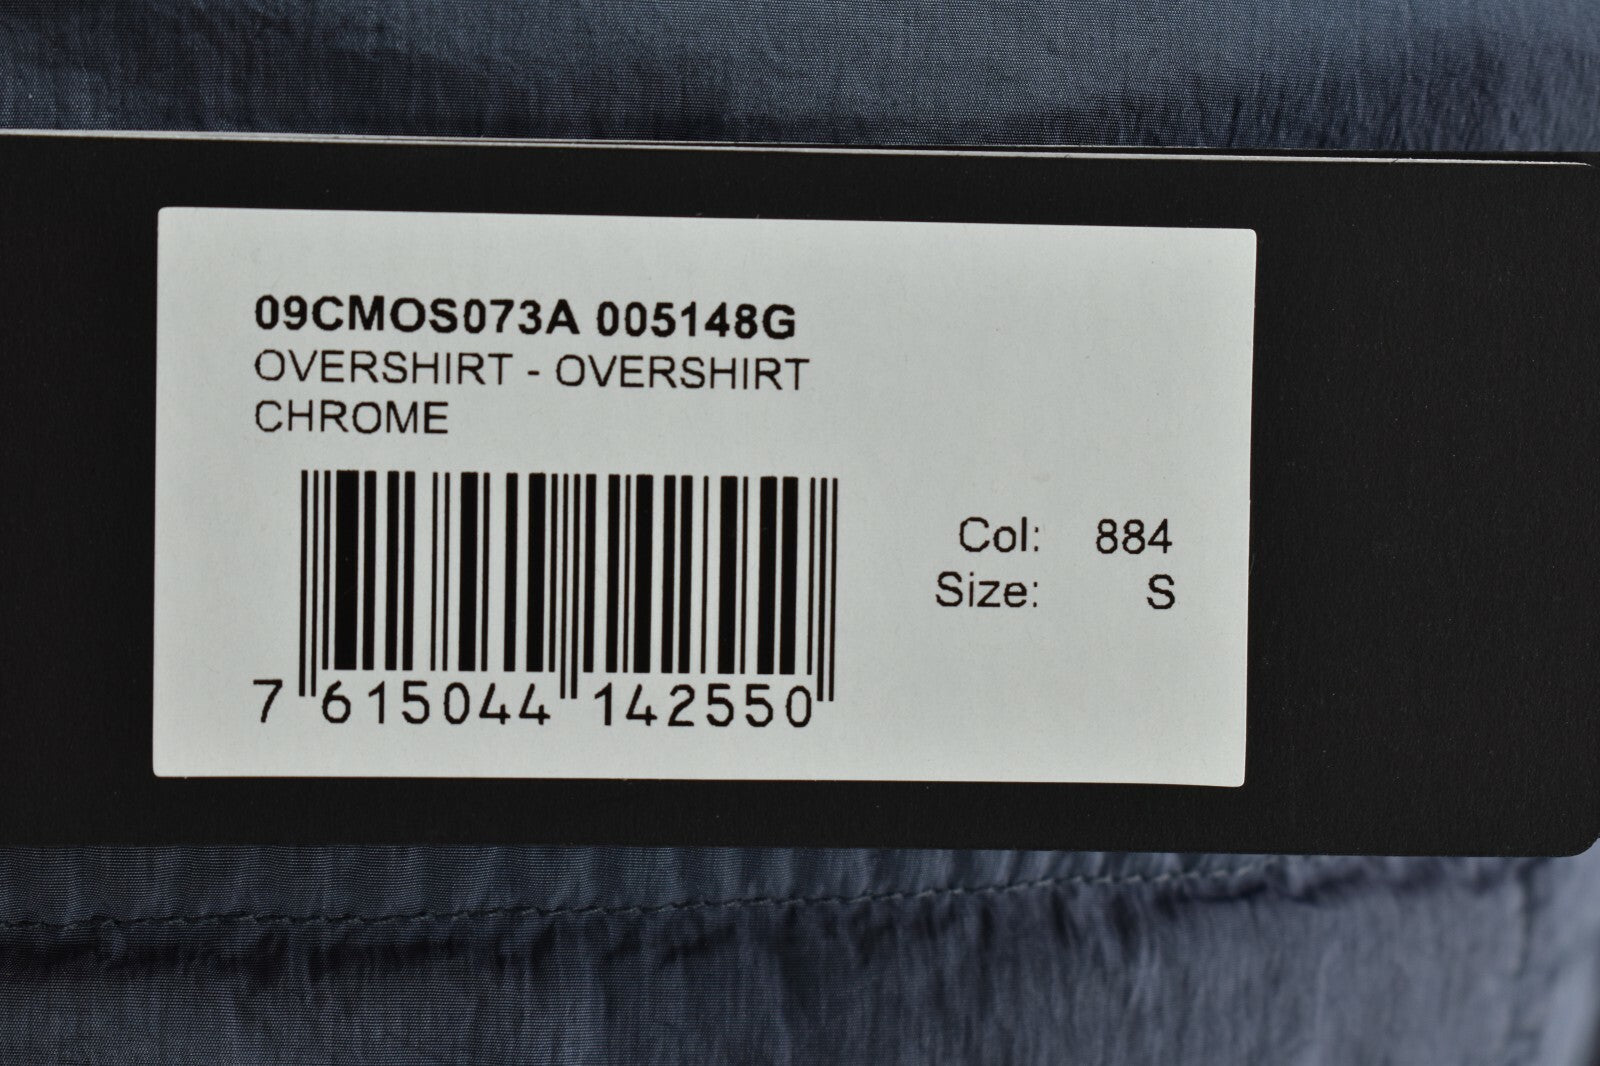 09CMOS073A 005148G
OVERSHIRT - OVERSHIRT
CHROME
Col: 884
Size: S
7 615044 142550